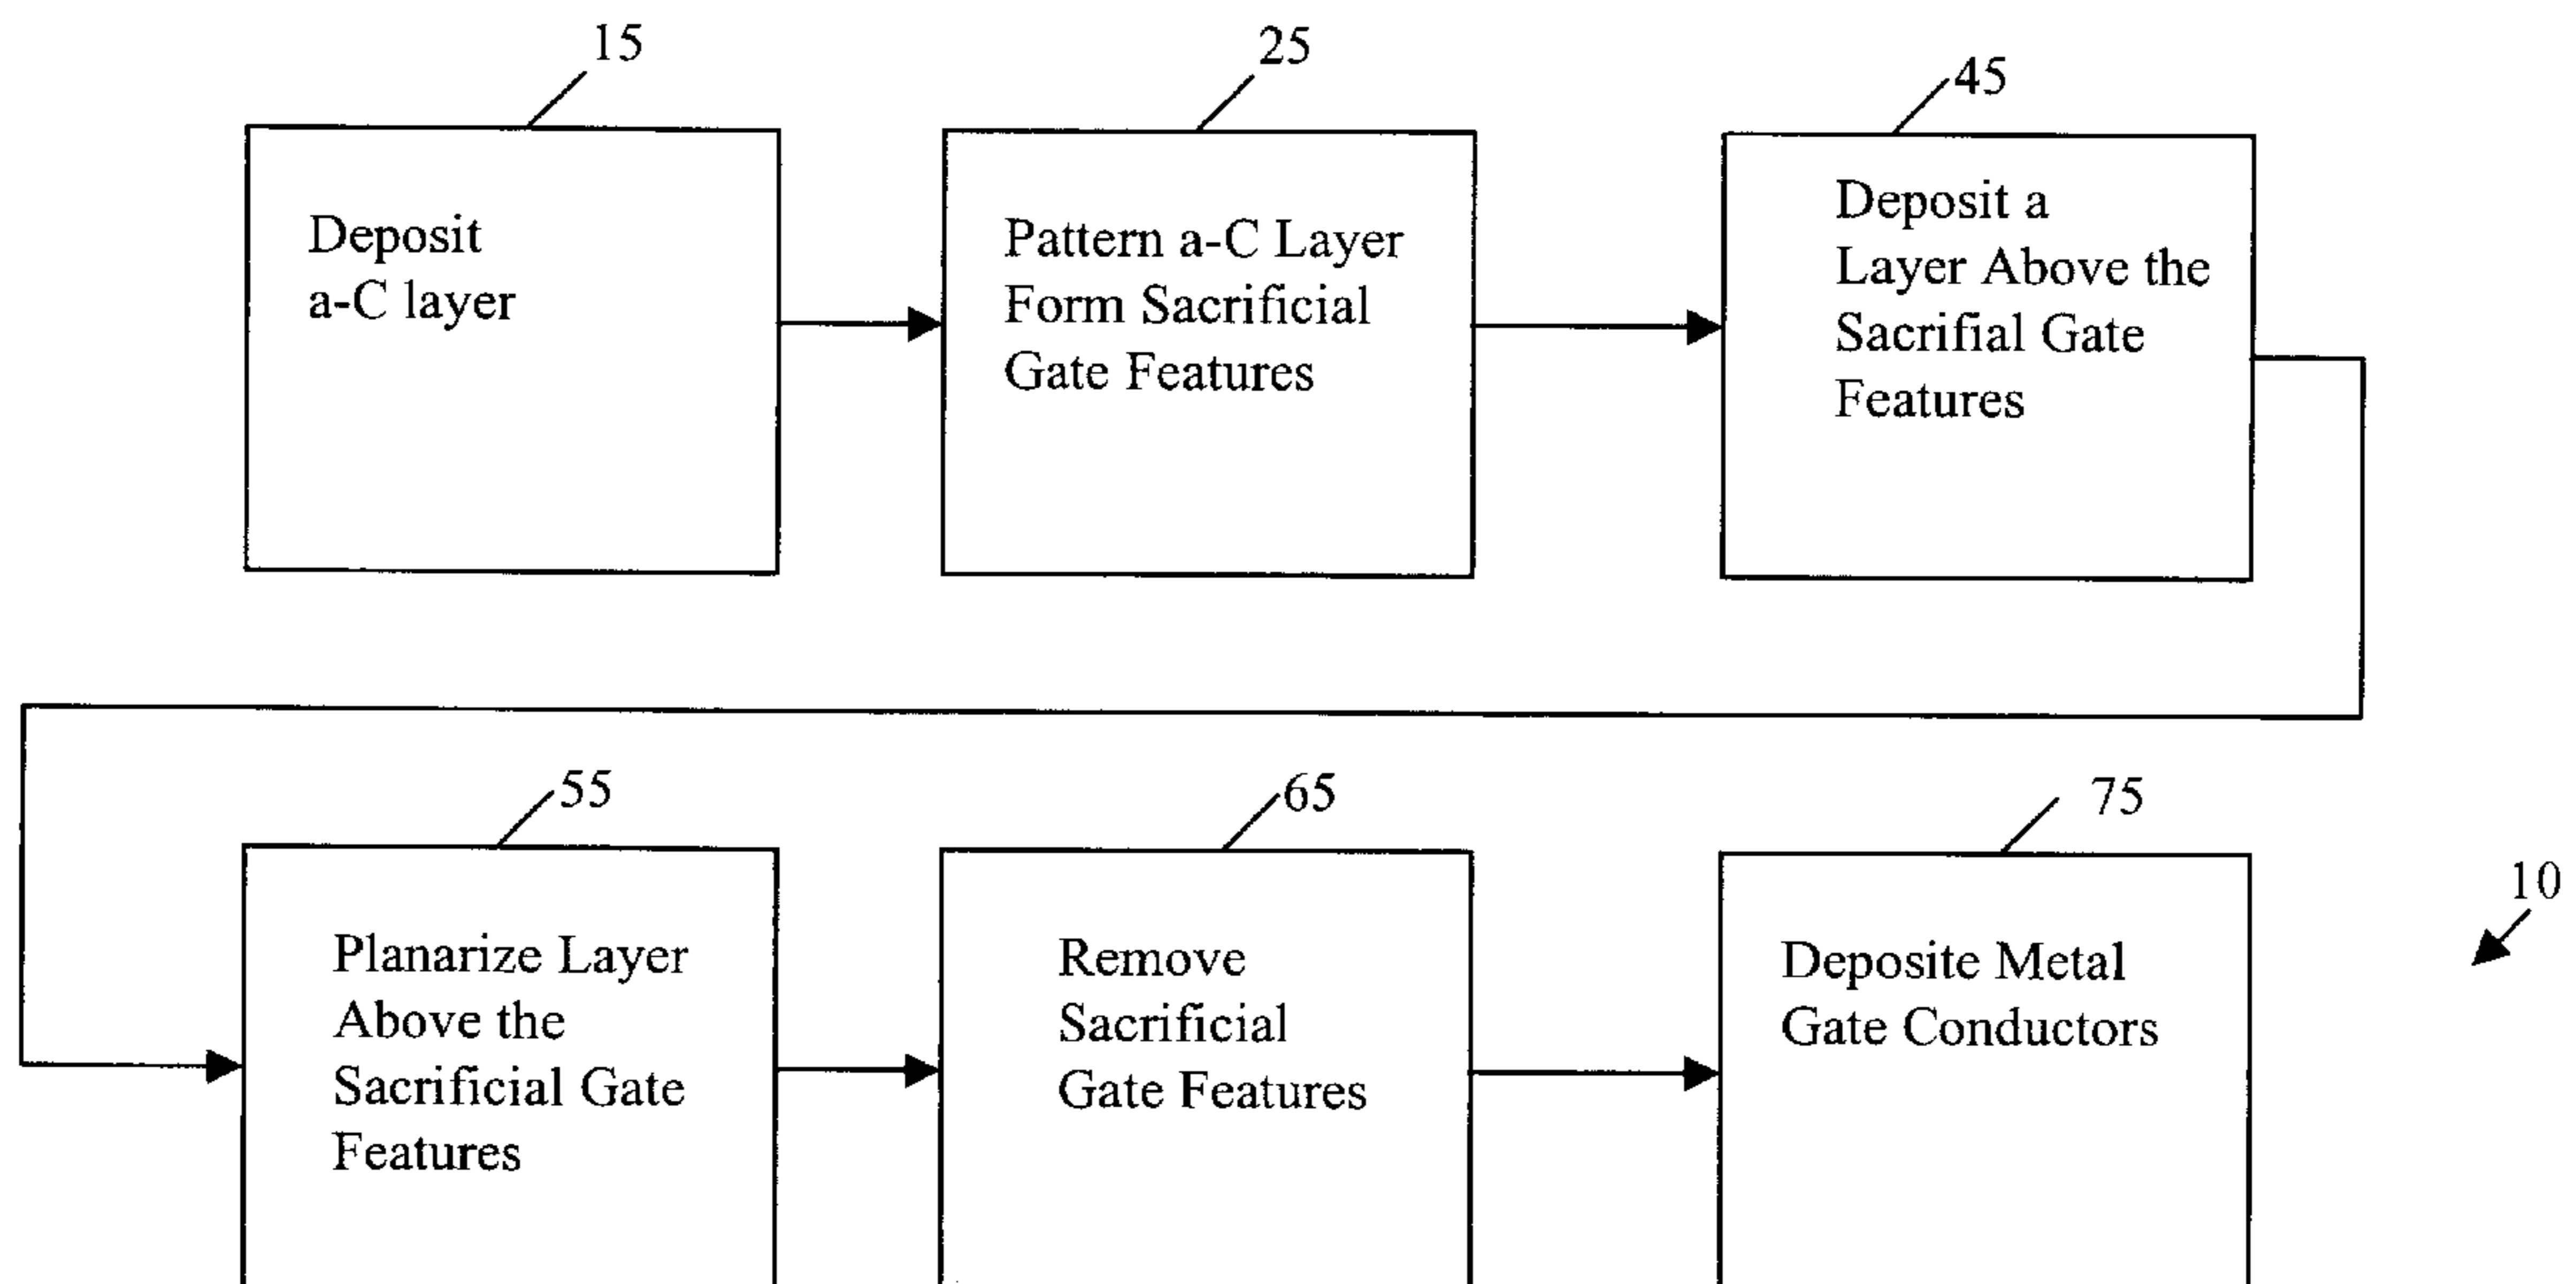 15
Deposit
a-C layer
25
Pattern a-C Layer
Form Sacrificial
Gate Features
45
Deposit a
Layer Above the
Sacrifial Gate
Features
55
Planarize Layer
Above the
Sacrificial Gate
Features
65
Remove
Sacrificial
Gate Features
75
Deposite Metal
Gate Conductors
10